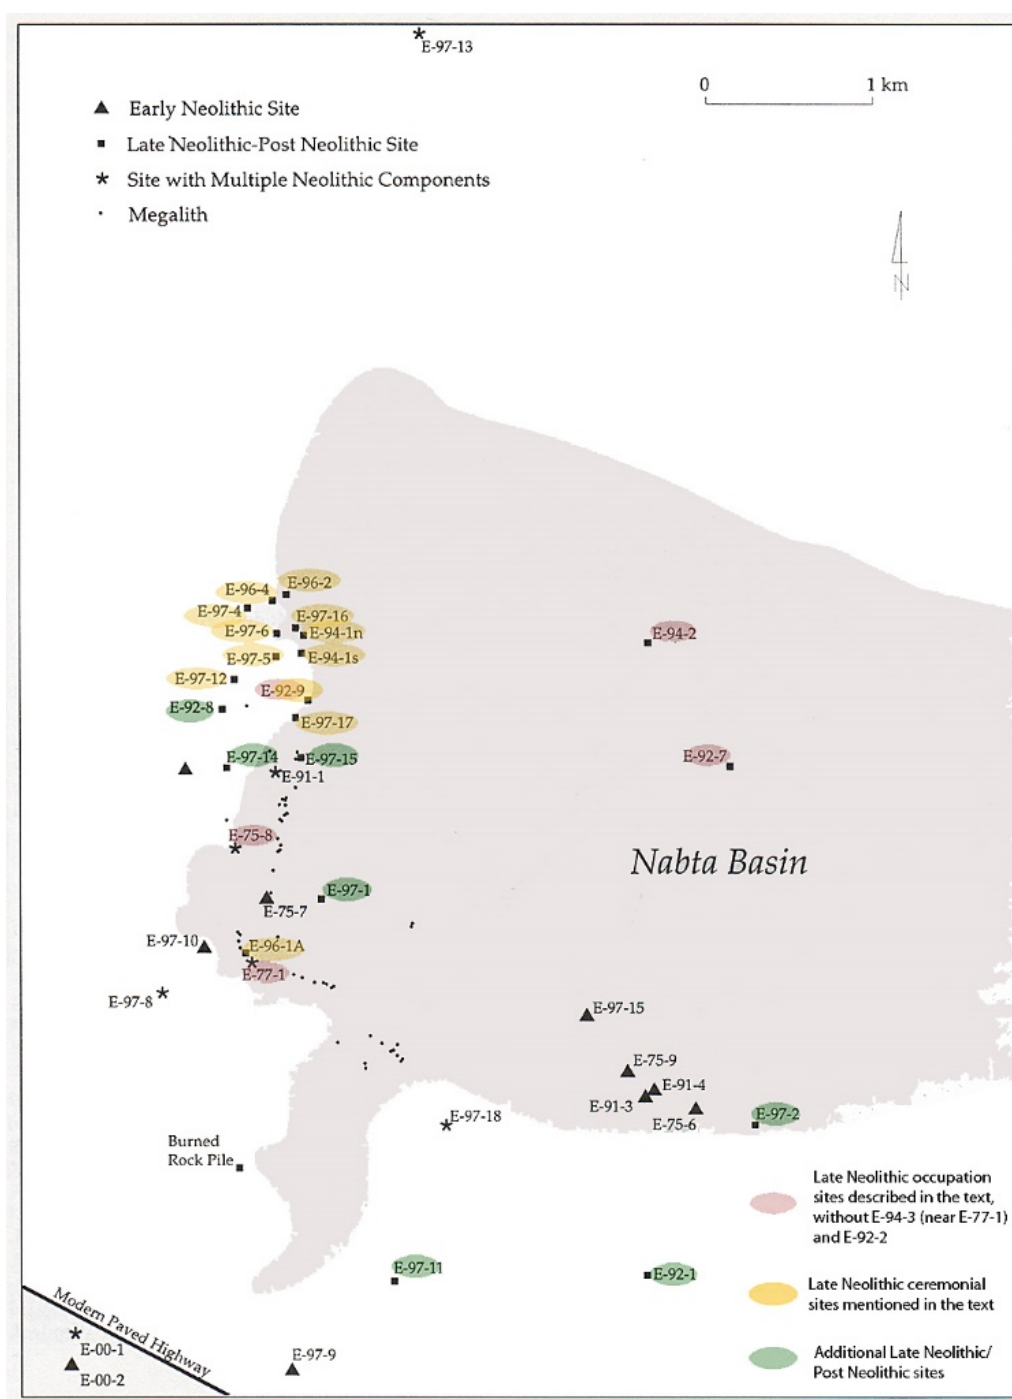 E-97-13
0 1 km
Early Neolithic Site
Late Neolithic-Post Neolithic Site
Site with Multiple Neolithic Components
Megalith
N
E-96-2
E-96-4
E-97-4
E-97-16
E-97-6
E-94-1n
E-94-2
E-97-5
E-94-1s
E-97-12
E-92-9
E-92-8
E-97-17
E-97-14
E-97-15
E-92-7
E-91-1
E-75-8
Nabta Basin
E-97-1
E-75-7
E-97-10
E-96-1A
E-77-1
E-97-8
E-97-15
E-75-9
E-91-4
E-91-3
E-75-6
E-97-2
E-97-18
Burned
Rock Pile
Late Neolithic occupation
sites described in the text,
without E-94-3 (near E-77-1)
and E-92-2
E-97-11
E-92-1
Late Neolithic ceremonial
sites mentioned in the text
Modern Paved Highway
E-00-1
E-00-2
E-97-9
Additional Late Neolithic/
Post Neolithic sites